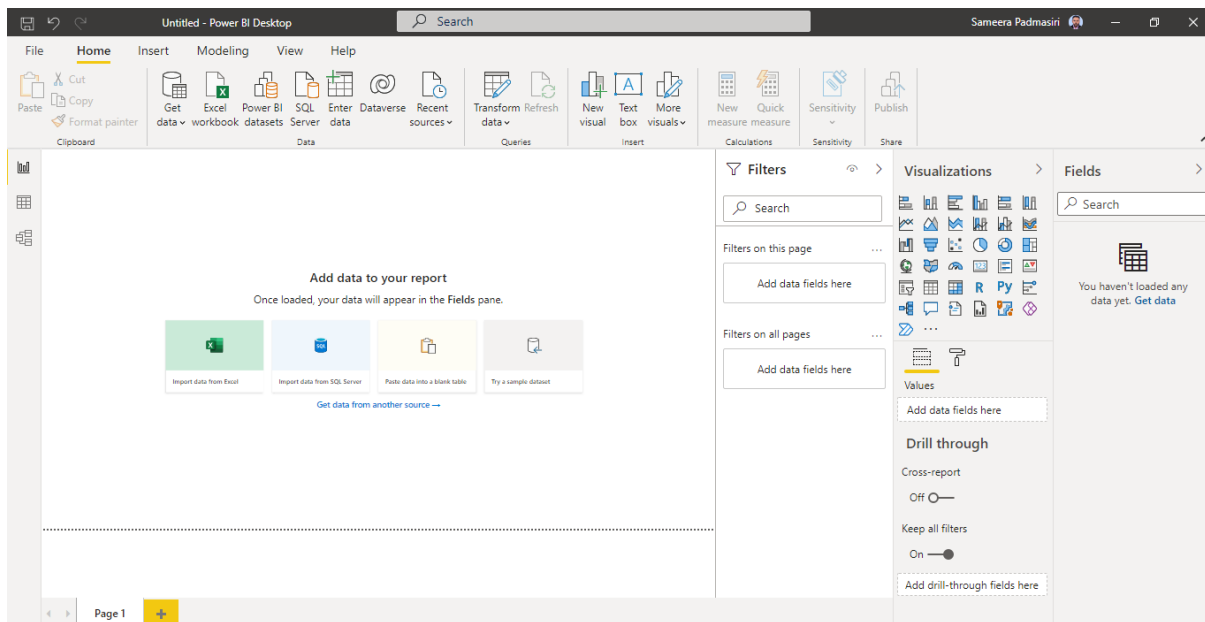 Untitled - Power BI Desktop
Search
Sameera Padmasiri
File Home Insert Modeling View Help
Paste
Cut
Copy
Format painter
Clipboard
Get data
Excel workbook
Power BI datasets
SQL Server
Enter data
Dataverse
Recent sources
Data
Transform data
Refresh
Queries
New visual
Text box
More visuals
Insert
New measure
Quick measure
Calculations
Sensitivity
Sensitivity
Publish
Share
Add data to your report
Once loaded, your data will appear in the Fields pane.
SQL
Import data from Excel
Import data from SQL Server
Paste data into a blank table
Try a sample dataset
Get data from another source →
Filters
Search
Filters on this page ...
Add data fields here
Filters on all pages ...
Add data fields here
Visualizations
123
R Py
...
Values
Add data fields here
Drill through
Cross-report
Off
Keep all filters
On
Add drill-through fields here
Fields
Search
You haven't loaded any
data yet. Get data
Page 1
+